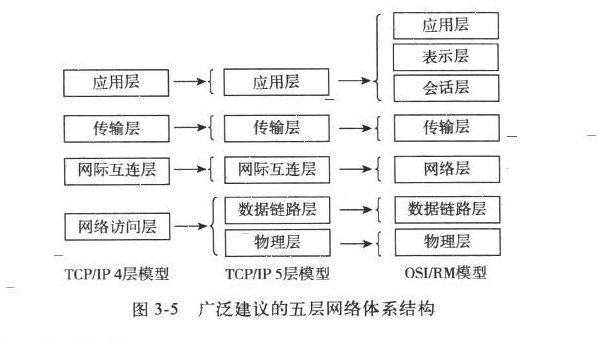 应用层
表示层
应用层 应用层 会话层
传输层 传输层 传输层
网际互连层 网际互连层 网络层
数据链路层 数据链路层
网络访问层
物理层 物理层
TCP/IP 4层模型 TCP/IP 5层模型 OSI/RM模型
图 3-5 广泛建议的五层网络体系结构